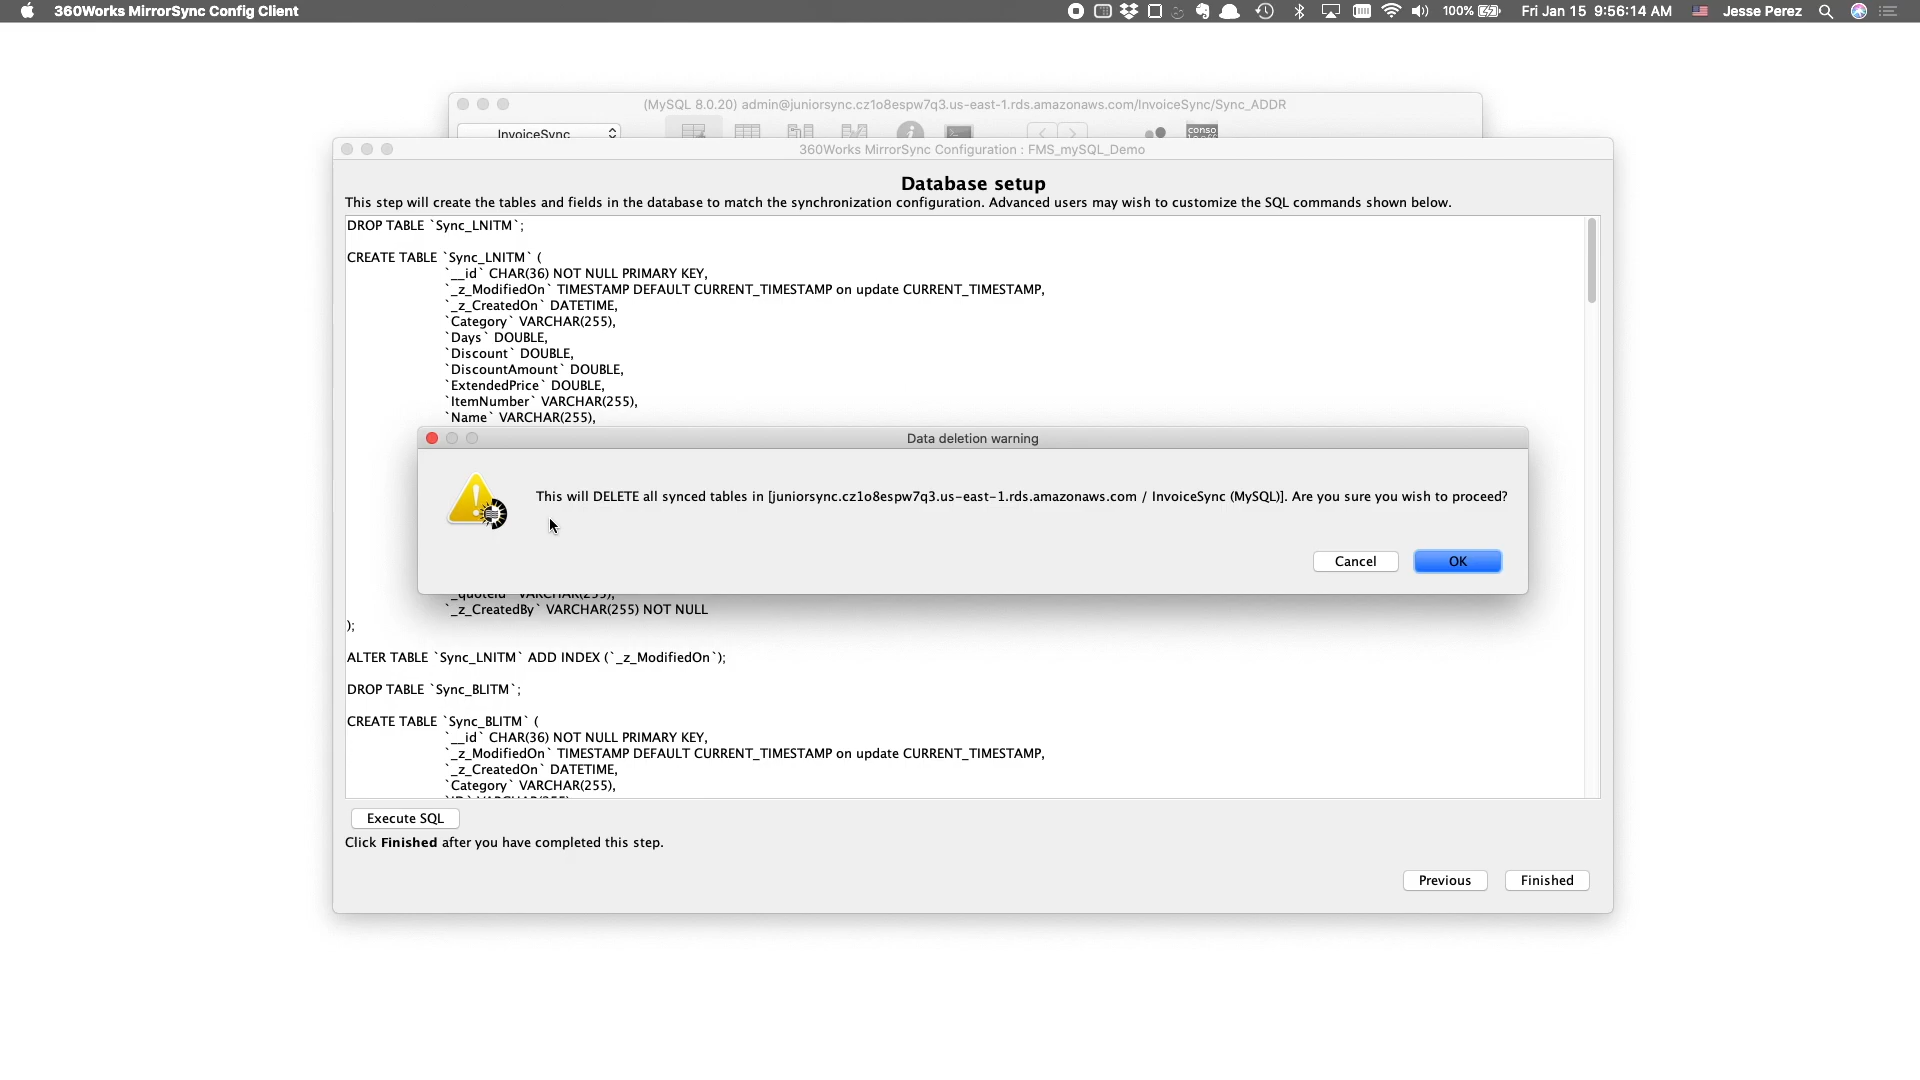 360Works MirrorSync Config Client
100%
Fri Jan 15 9:56:14 AM
Jesse Perez
(MySQL 8.0.20) admin@juniorsync.cz1o8espw7q3.us-east-1.rds.amazonaws.com/InvoiceSync/Sync_ADDR
InvoiceSync
conso
360Works MirrorSync Configuration : FMS_mySQL_Demo
Database setup
This step will create the tables and fields in the database to match the synchronization configuration. Advanced users may wish to customize the SQL commands shown below.
DROP TABLE `Sync_LNITM`;
CREATE TABLE `Sync_LNITM` (
`__id` CHAR(36) NOT NULL PRIMARY KEY,
`_z_ModifiedOn` TIMESTAMP DEFAULT CURRENT_TIMESTAMP on update CURRENT_TIMESTAMP,
`_z_CreatedOn` DATETIME,
`Category` VARCHAR(255),
`Days` DOUBLE,
`Discount` DOUBLE,
`DiscountAmount` DOUBLE,
`ExtendedPrice` DOUBLE,
`ItemNumber` VARCHAR(255),
`Name` VARCHAR(255),
Data deletion warning
This will DELETE all synced tables in [juniorsync.cz1o8espw7q3.us-east-1.rds.amazonaws.com / InvoiceSync (MySQL)]. Are you sure you wish to proceed?
Cancel
OK
`_z_CreatedBy` VARCHAR(255) NOT NULL
);
ALTER TABLE `Sync_LNITM` ADD INDEX (`_z_ModifiedOn`);
DROP TABLE `Sync_BLITM`;
CREATE TABLE `Sync_BLITM` (
`__id` CHAR(36) NOT NULL PRIMARY KEY,
`_z_ModifiedOn` TIMESTAMP DEFAULT CURRENT_TIMESTAMP on update CURRENT_TIMESTAMP,
`_z_CreatedOn` DATETIME,
`Category` VARCHAR(255),
Execute SQL
Click Finished after you have completed this step.
Previous
Finished